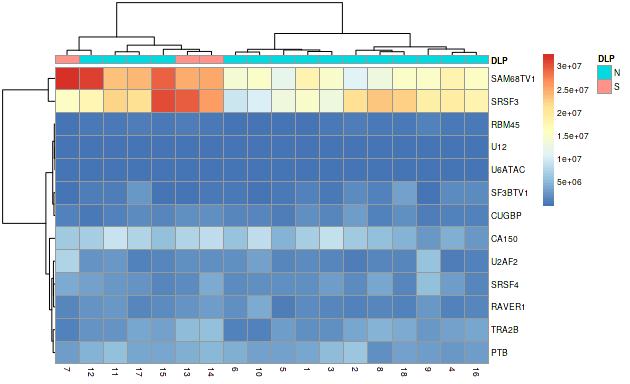 DLP
DLP
SAM68TV1
SRSF3
RBM45
U12
U6ATAC
SF3BTV1
CUGBP
CA150
U2AF2
SRSF4
RAVER1
TRA2B
PTB
3e+07
2.5e+07
2e+07
1.5e+07
1e+07
5e+06
N
S
7 12 11 17 15 13 14 6 10 5 1 3 2 8 18 9 4 16